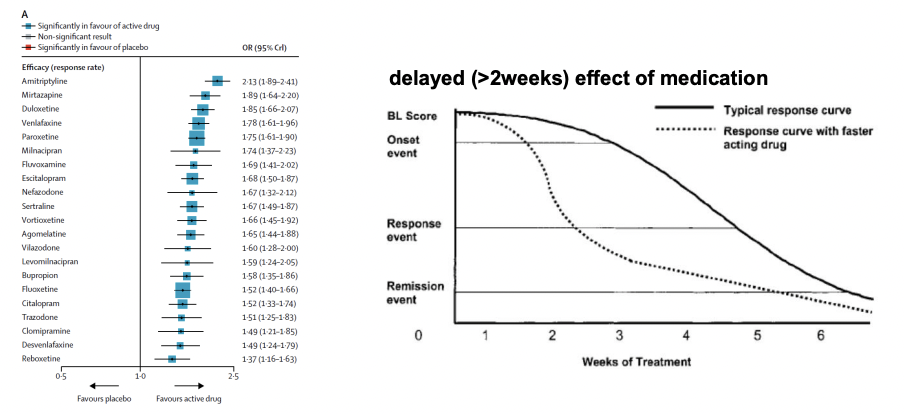 A
Significantly in favour of active drug
Non-significant result
Significantly in favour of placebo
OR (95% CrI)
Efficacy (response rate)
Amitriptyline 2·13 (1·89–2·41)
Mirtazapine 1·89 (1·64–2·20)
Duloxetine 1·85 (1·66–2·07)
Venlafaxine 1·78 (1·61–1·96)
Paroxetine 1·75 (1·61–1·90)
Milnacipran 1·74 (1·37–2·23)
Fluvoxamine 1·69 (1·41–2·02)
Escitalopram 1·68 (1·50–1·87)
Nefazodone 1·67 (1·32–2·12)
Sertraline 1·67 (1·49–1·87)
Vortioxetine 1·66 (1·45–1·92)
Agomelatine 1·65 (1·44–1·88)
Vilazodone 1·60 (1·28–2·00)
Levomilnacipran 1·59 (1·24–2·05)
Bupropion 1·58 (1·35–1·86)
Fluoxetine 1·52 (1·40–1·66)
Citalopram 1·52 (1·33–1·74)
Trazodone 1·51 (1·25–1·83)
Clomipramine 1·49 (1·21–1·85)
Desvenlafaxine 1·49 (1·24–1·79)
Reboxetine 1·37 (1·16–1·63)
0·5 1·0 2·5
Favours placebo Favours active drug
delayed (>2weeks) effect of medication
BL Score
Onset
event
Response
event
Remission
event
Typical response curve
Response curve with faster
acting drug
0 1 2 3 4 5 6
Weeks of Treatment